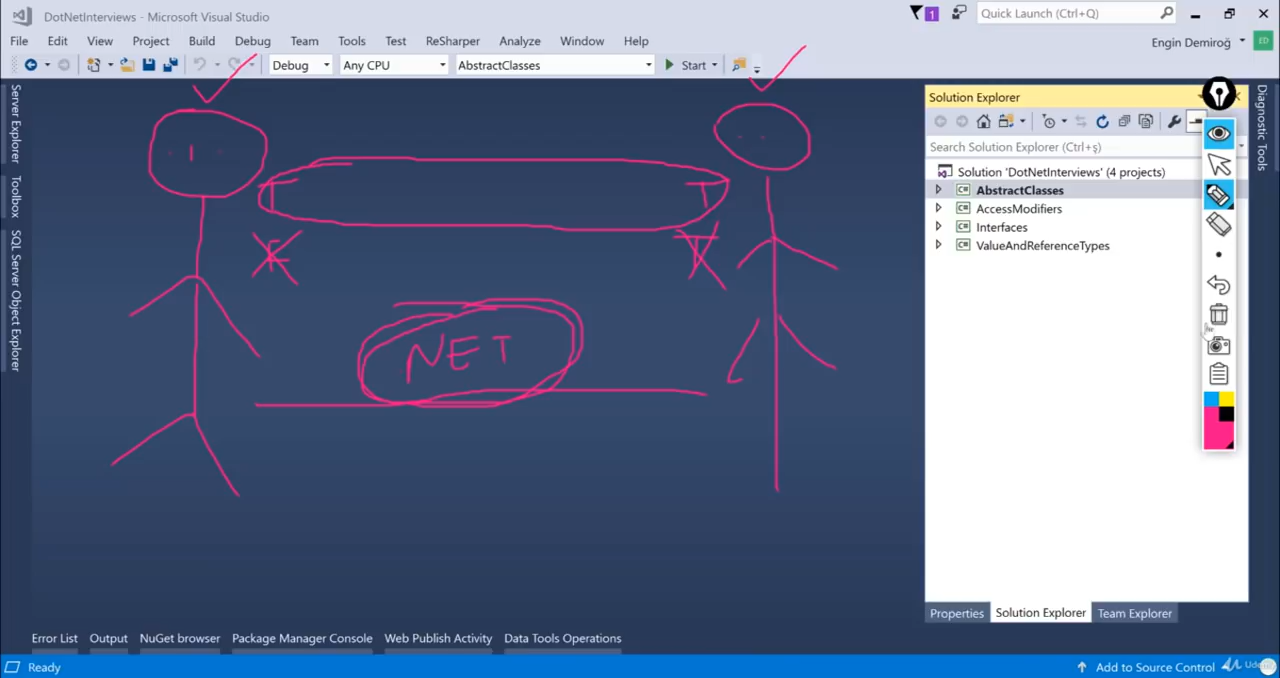 DotNetInterviews - Microsoft Visual Studio
1
Quick Launch (Ctrl+Q)
File Edit View Project Build Debug Team Tools Test ReSharper Analyze Window Help
Engin Demiroğ ED
Debug Any CPU AbstractClasses Start
Server Explorer
Toolbox
SQL Server Object Explorer
T T
E T
NET
Solution Explorer
Search Solution Explorer (Ctrl+ş)
Solution 'DotNetInterviews' (4 projects)
C# AbstractClasses
C# AccessModifiers
C# Interfaces
C# ValueAndReferenceTypes
Diagnostic Tools
Properties Solution Explorer Team Explorer
Error List Output NuGet browser Package Manager Console Web Publish Activity Data Tools Operations
Ready
Add to Source Control
Udemy